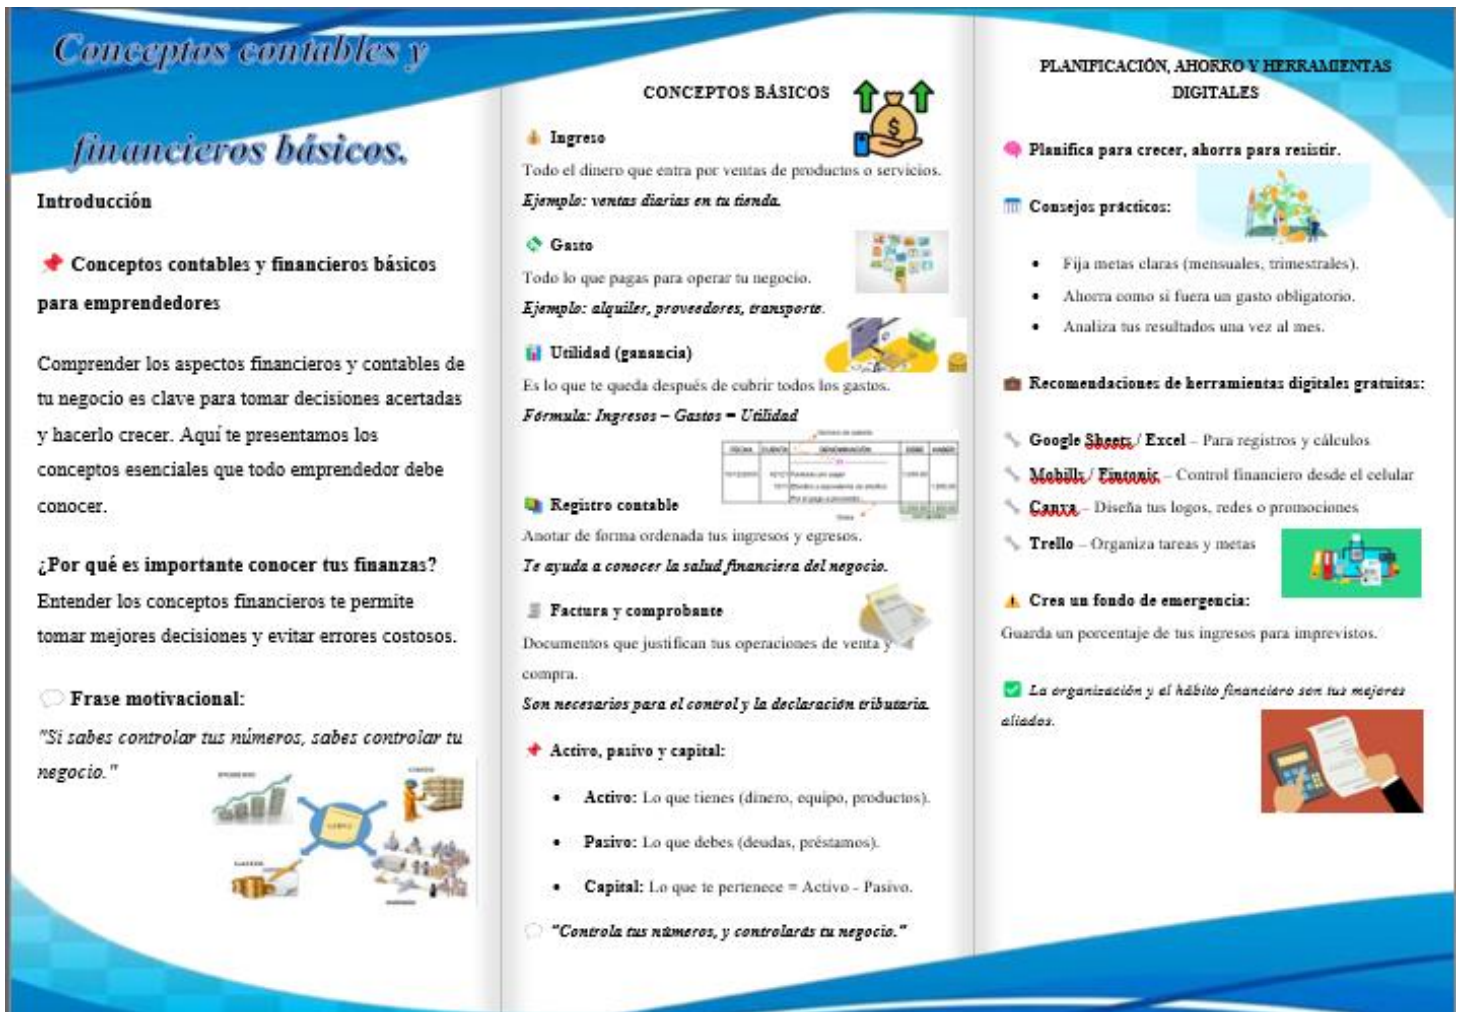 Conceptos contables y
financieros básicos.
Introducción
Conceptos contables y financieros básicos
para emprendedores
Comprender los aspectos financieros y contables de
tu negocio es clave para tomar decisiones acertadas
y hacerlo crecer. Aquí te presentamos los
conceptos esenciales que todo emprendedor debe
conocer.
¿Por qué es importante conocer tus finanzas?
Entender los conceptos financieros te permite
tomar mejores decisiones y evitar errores costosos.
Frase motivacional:
"Si sabes controlar tus números, sabes controlar tu
negocio."
CONCEPTOS BÁSICOS
Ingreso
Todo el dinero que entra por ventas de productos o servicios.
Ejemplo: ventas diarias en tu tienda.
Gasto
Todo lo que pagas para operar tu negocio.
Ejemplo: alquiler, proveedores, transporte.
Utilidad (ganancia)
Es lo que te queda después de cubrir todos los gastos.
Fórmula: Ingresos – Gastos = Utilidad
FECHA CUENTA DENOMINACIÓN DEBE HABER
Registro contable
Anotar de forma ordenada tus ingresos y egresos.
Te ayuda a conocer la salud financiera del negocio.
Factura y comprobante
Documentos que justifican tus operaciones de venta y
compra.
Son necesarios para el control y la declaración tributaria.
Activo, pasivo y capital:
• Activo: Lo que tienes (dinero, equipo, productos).
• Pasivo: Lo que debes (deudas, préstamos).
• Capital: Lo que te pertenece = Activo - Pasivo.
"Controla tus números, y controlarás tu negocio."
PLANIFICACIÓN, AHORRO Y HERRAMIENTAS
DIGITALES
Planifica para crecer, ahorra para resistir.
Consejos prácticos:
• Fija metas claras (mensuales, trimestrales).
• Ahorra como si fuera un gasto obligatorio.
• Analiza tus resultados una vez al mes.
Recomendaciones de herramientas digitales gratuitas:
Google Sheets / Excel – Para registros y cálculos
Mobills / Fintonic – Control financiero desde el celular
Canva – Diseña tus logos, redes o promociones
Trello – Organiza tareas y metas
Crea un fondo de emergencia:
Guarda un porcentaje de tus ingresos para imprevistos.
La organización y el hábito financiero son tus mejores
aliados.